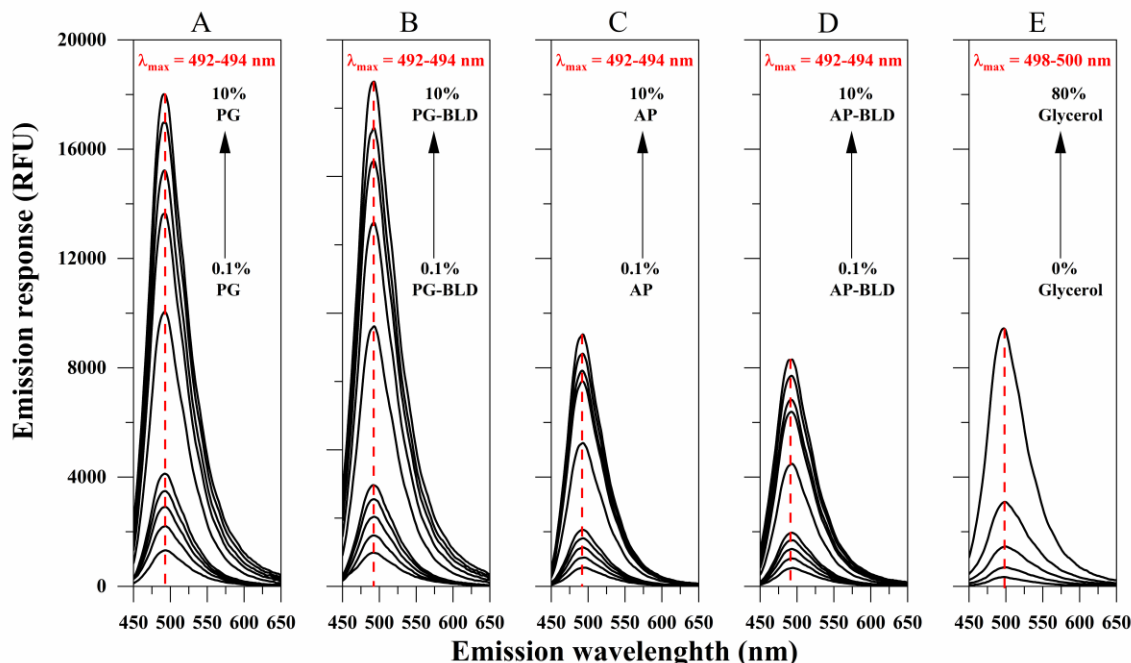 A B C D E
20000
16000
12000
8000
4000
0
Emission response (RFU)
λmax = 492-494 nm
10%
PG
0.1%
PG
λmax = 492-494 nm
10%
PG-BLD
0.1%
PG-BLD
λmax = 492-494 nm
10%
AP
0.1%
AP
λmax = 492-494 nm
10%
AP-BLD
0.1%
AP-BLD
λmax = 498-500 nm
80%
Glycerol
0%
Glycerol
450 500 550 600 650 450 500 550 600 650 450 500 550 600 650 450 500 550 600 650 450 500 550 600 650
Emission wavelenghth (nm)